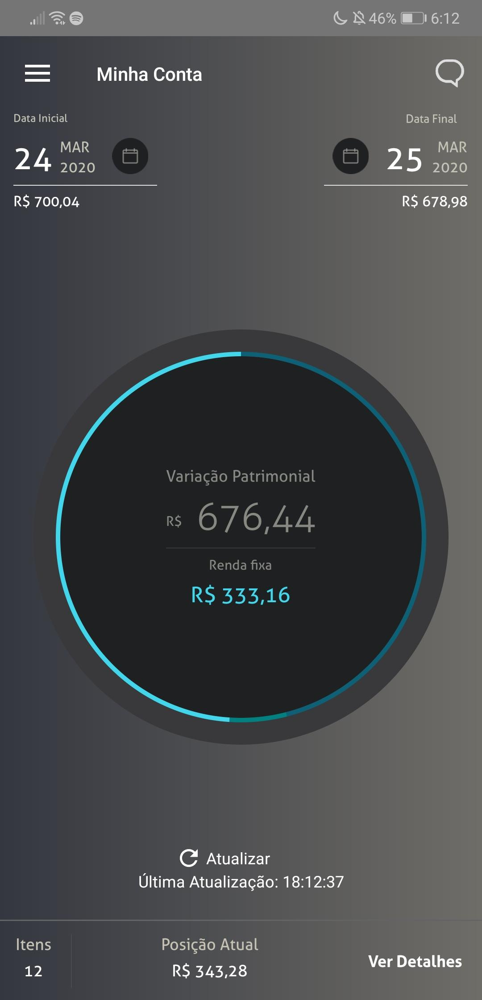 46% 6:12
Minha Conta
Data Inicial
Data Final
24 MAR 2020
25 MAR 2020
R$ 700,04
R$ 678,98
Variação Patrimonial
R$ 676,44
Renda fixa
R$ 333,16
Atualizar
Última Atualização: 18:12:37
Itens
12
Posição Atual
R$ 343,28
Ver Detalhes